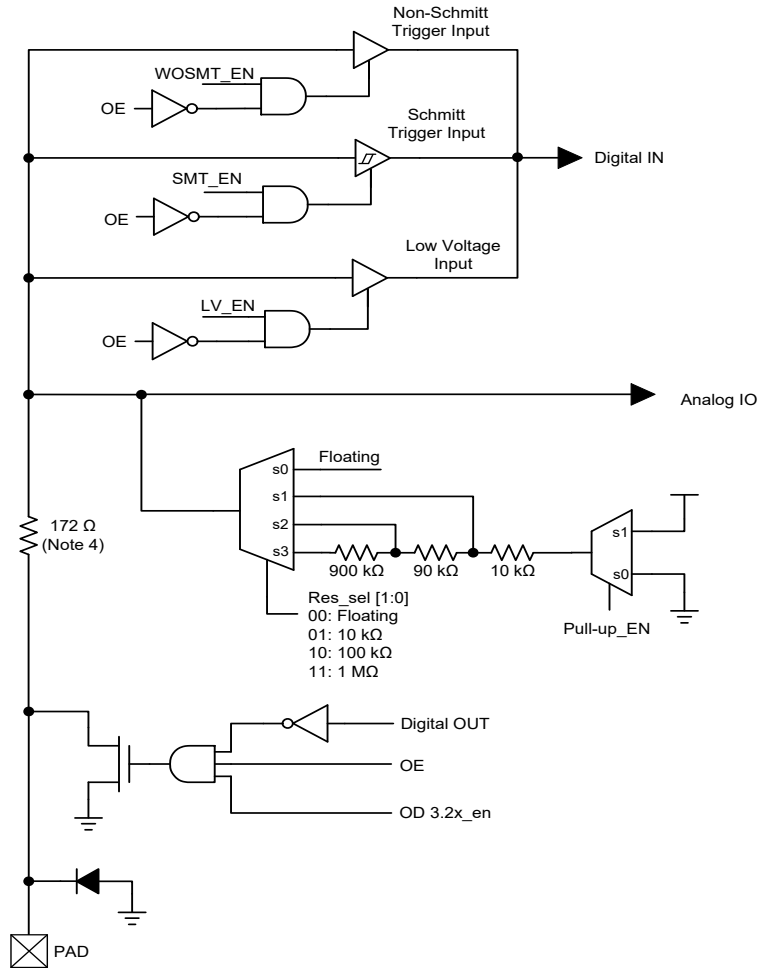 Non-Schmitt
Trigger Input
WOSMT_EN
OE
Schmitt
Trigger Input
Digital IN
SMT_EN
OE
Low Voltage
Input
LV_EN
OE
Analog IO
Floating
s0
s1
s2
s3
900 kΩ
90 kΩ
10 kΩ
s1
s0
Pull-up_EN
172 Ω
(Note 4)
Res_sel [1:0]
00: Floating
01: 10 kΩ
10: 100 kΩ
11: 1 MΩ
Digital OUT
OE
OD 3.2x_en
PAD